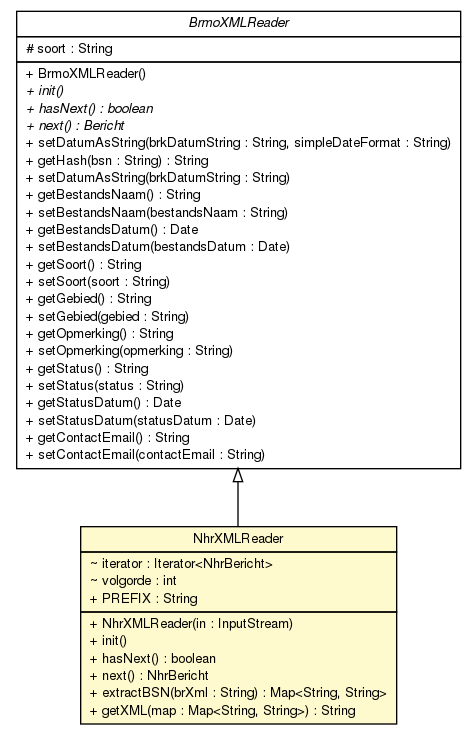 BrmoXMLReader
# soort : String
+ BrmoXMLReader()
+ init()
+ hasNext() : boolean
+ next() : Bericht
+ setDatumAsString(brkDatumString : String, simpleDateFormat : String)
+ getHash(bsn : String) : String
+ setDatumAsString(brkDatumString : String)
+ getBestandsNaam() : String
+ setBestandsNaam(bestandsNaam : String)
+ getBestandsDatum() : Date
+ setBestandsDatum(bestandsDatum : Date)
+ getSoort() : String
+ setSoort(soort : String)
+ getGebied() : String
+ setGebied(gebied : String)
+ getOpmerking() : String
+ setOpmerking(opmerking : String)
+ getStatus() : String
+ setStatus(status : String)
+ getStatusDatum() : Date
+ setStatusDatum(statusDatum : Date)
+ getContactEmail() : String
+ setContactEmail(contactEmail : String)
NhrXMLReader
~ iterator : Iterator<NhrBericht>
~ volgorde : int
+ PREFIX : String
+ NhrXMLReader(in : InputStream)
+ init()
+ hasNext() : boolean
+ next() : NhrBericht
+ extractBSN(brXml : String) : Map<String, String>
+ getXML(map : Map<String, String>) : String